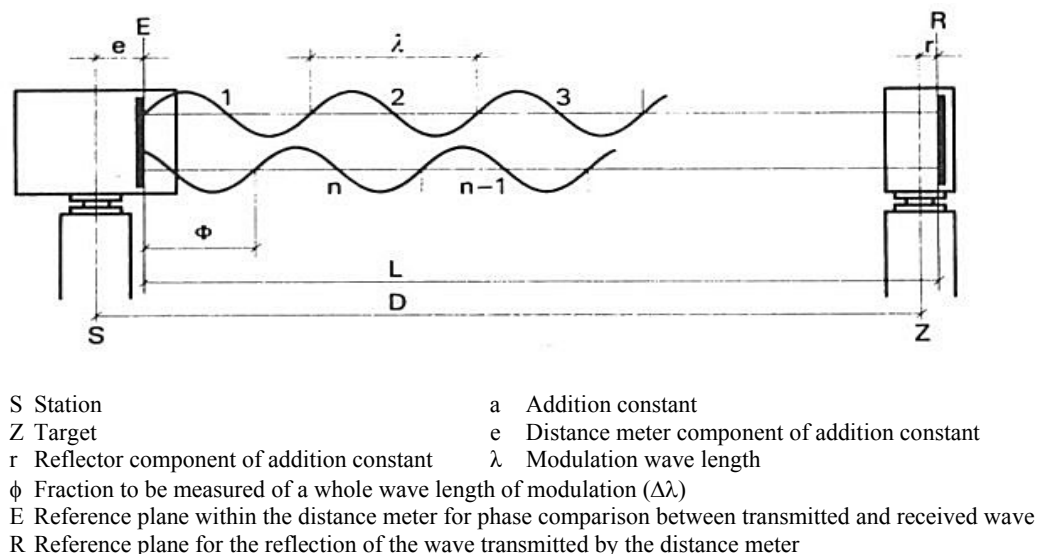 E
R
e
λ
r
1
2
3
n
n-1
Φ
L
D
S
Z
S Station
a Addition constant
Z Target
e Distance meter component of addition constant
r Reflector component of addition constant
λ Modulation wave length
ϕ Fraction to be measured of a whole wave length of modulation (Δλ)
E Reference plane within the distance meter for phase comparison between transmitted and received wave
R Reference plane for the reflection of the wave transmitted by the distance meter